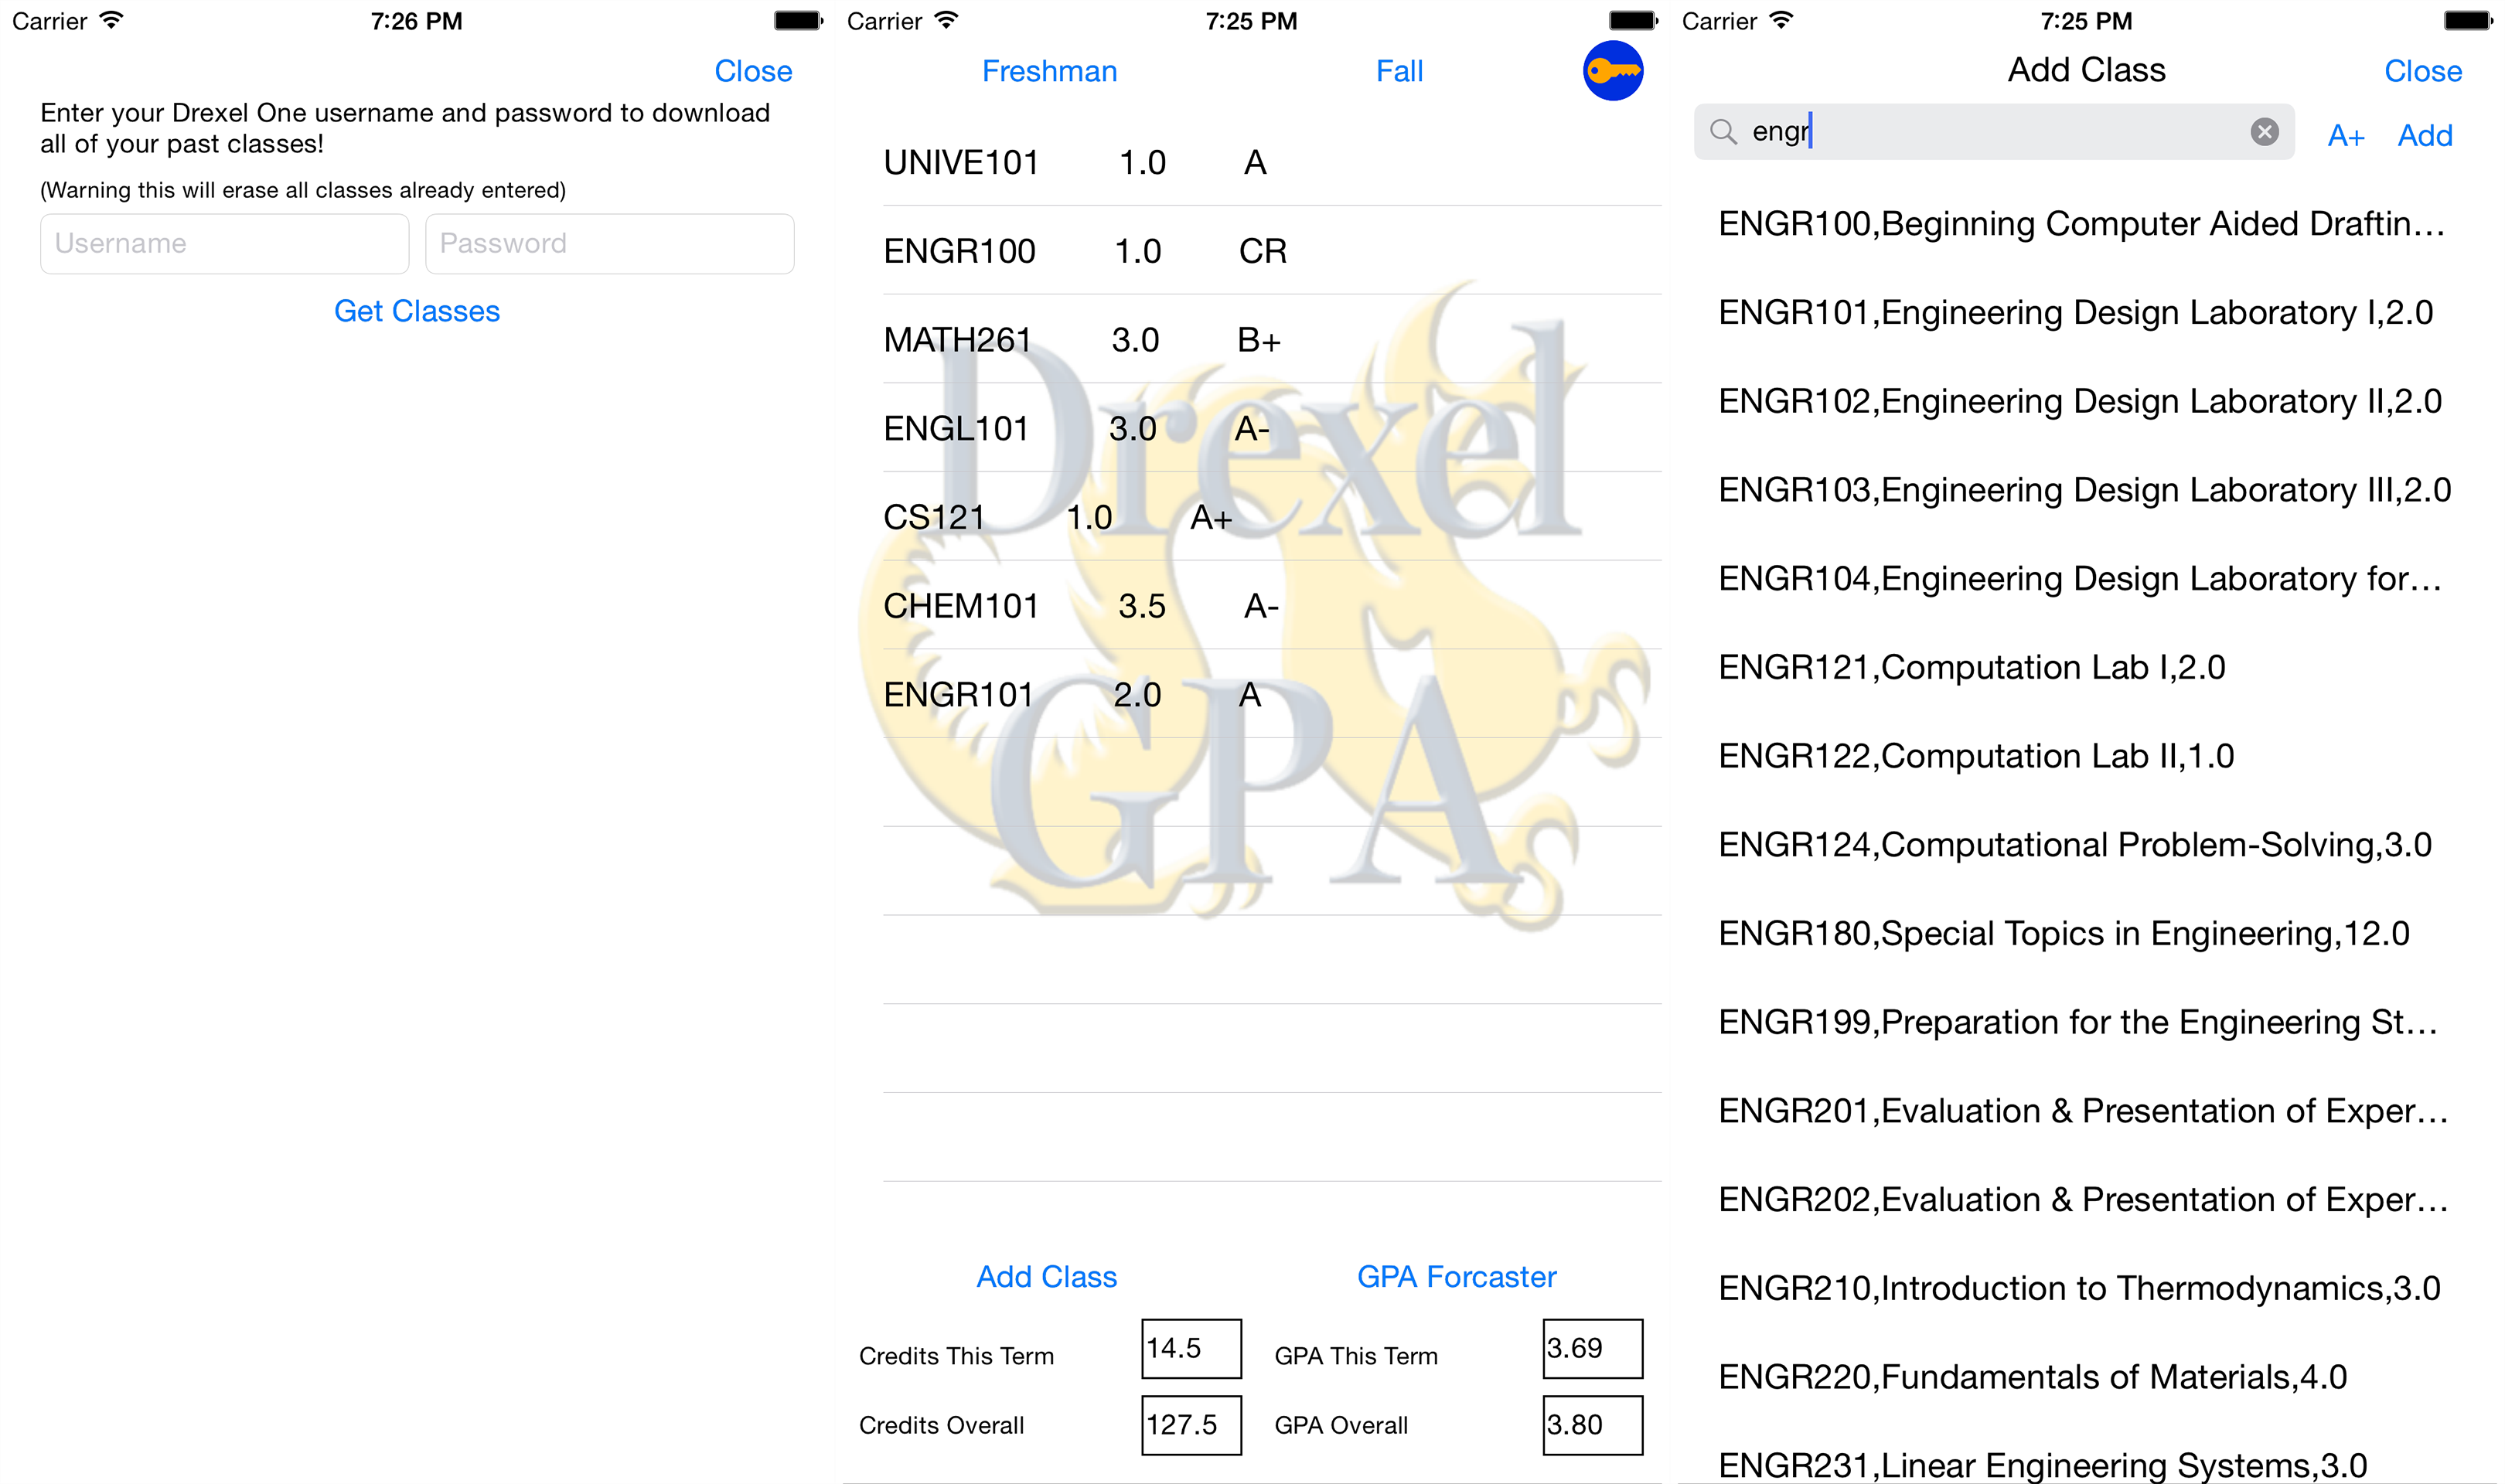 Carrier 7:26 PM
Close
Enter your Drexel One username and password to download
all of your past classes!
(Warning this will erase all classes already entered)
Username Password
Get Classes
Carrier 7:25 PM
Freshman Fall
UNIVE101 1.0 A
ENGR100 1.0 CR
MATH261 3.0 B+
ENGL101 3.0 A-
CS121 1.0 A+
CHEM101 3.5 A-
ENGR101 2.0 A
Drexel
GPA
Add Class GPA Forcaster
Credits This Term 14.5 GPA This Term 3.69
Credits Overall 127.5 GPA Overall 3.80
Carrier 7:25 PM
Add Class Close
engr A+ Add
ENGR100,Beginning Computer Aided Draftin...
ENGR101,Engineering Design Laboratory I,2.0
ENGR102,Engineering Design Laboratory II,2.0
ENGR103,Engineering Design Laboratory III,2.0
ENGR104,Engineering Design Laboratory for...
ENGR121,Computation Lab I,2.0
ENGR122,Computation Lab II,1.0
ENGR124,Computational Problem-Solving,3.0
ENGR180,Special Topics in Engineering,12.0
ENGR199,Preparation for the Engineering St...
ENGR201,Evaluation & Presentation of Exper...
ENGR202,Evaluation & Presentation of Exper...
ENGR210,Introduction to Thermodynamics,3.0
ENGR220,Fundamentals of Materials,4.0
ENGR231,Linear Engineering Systems,3.0